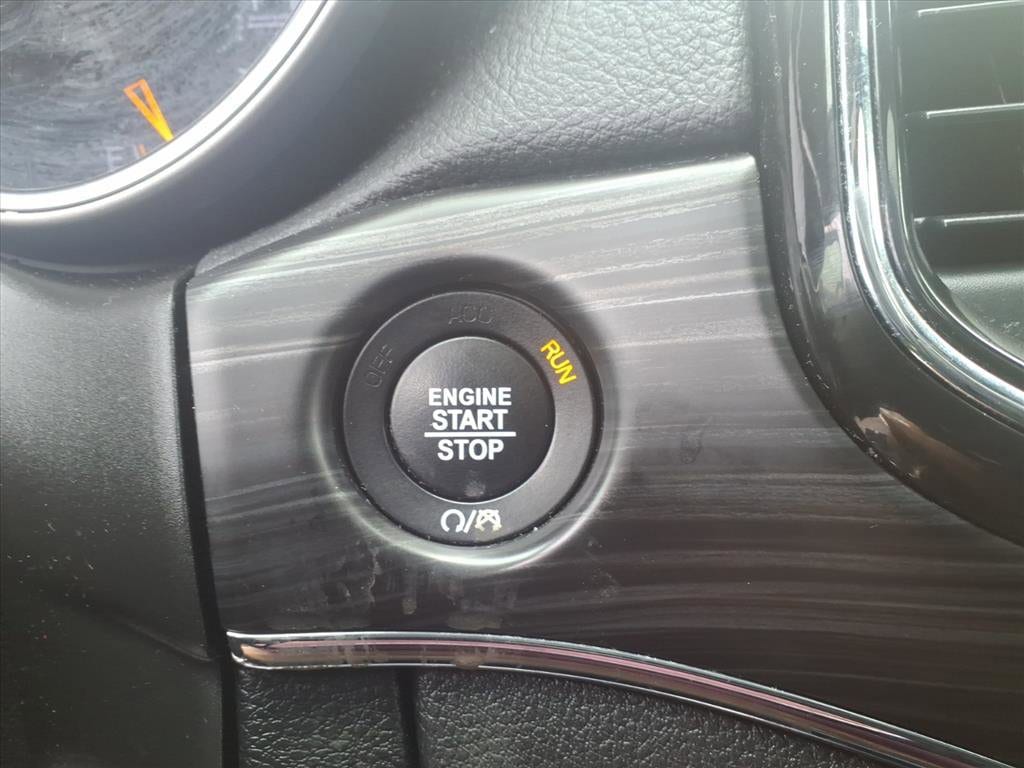 E
ACC
OFF
RUN
ENGINE
START
STOP
/